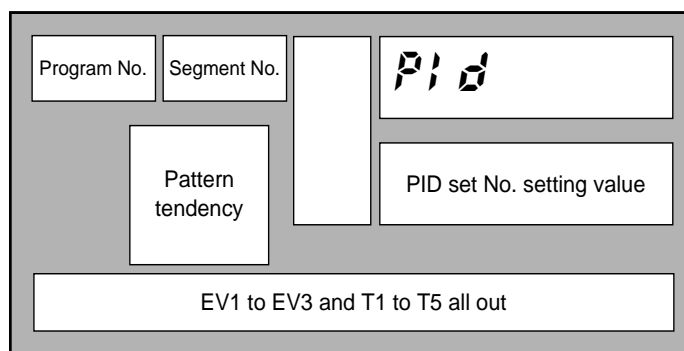 Program No.
Segment No.
PId
Pattern
tendency
PID set No. setting value
EV1 to EV3 and T1 to T5 all out